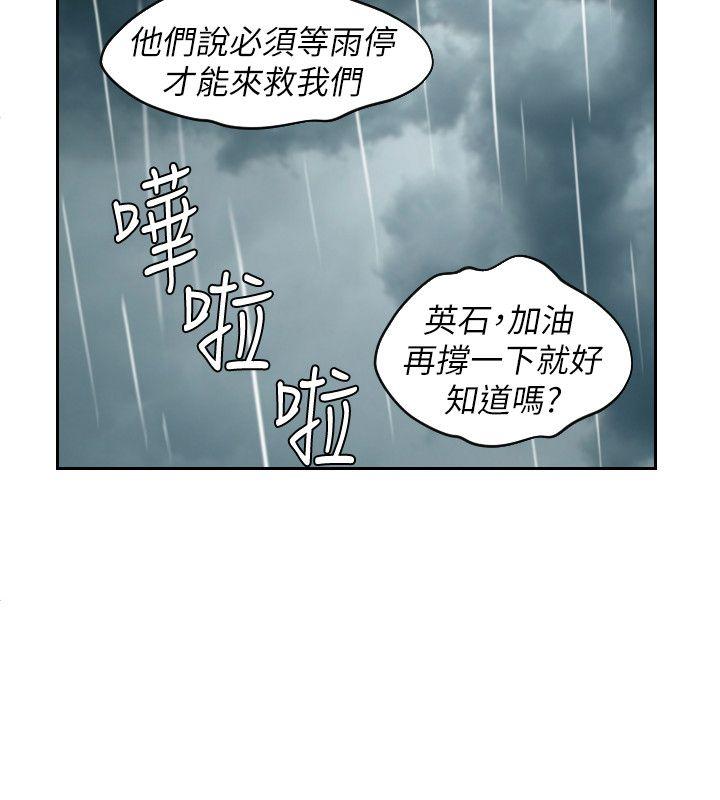 他們說必須等雨停
才能來救我們
嘩
啦
啦
英石,加油
再撐一下就好
知道嗎?